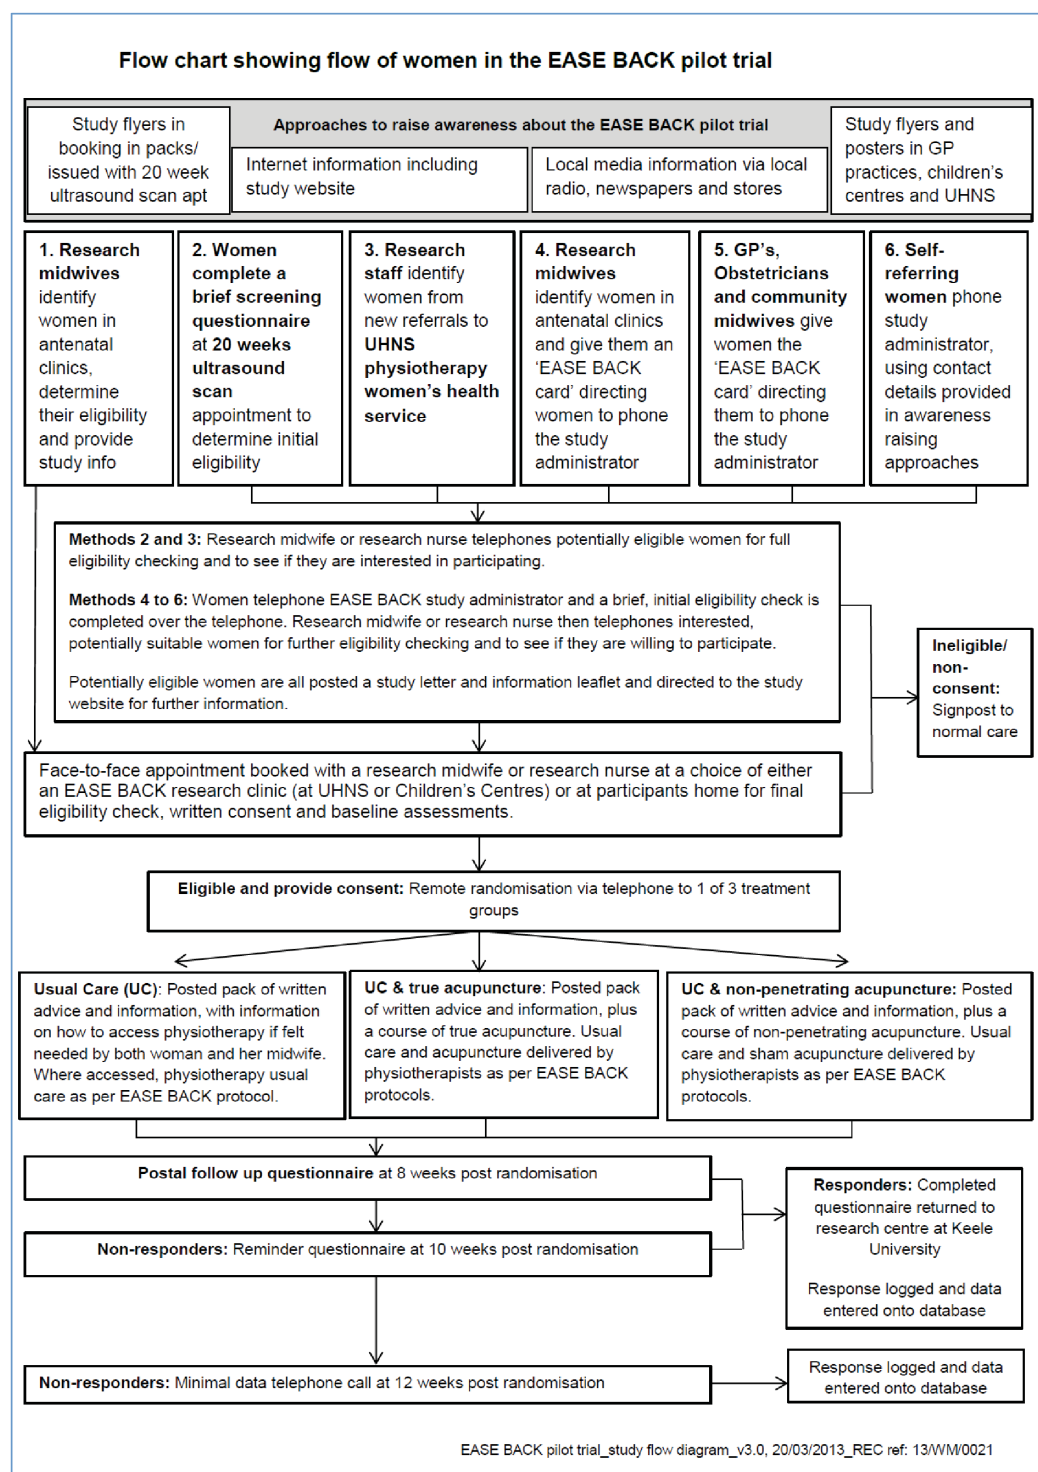 Flow chart showing flow of women in the EASE BACK pilot trial
Study flyers in
booking in packs/
issued with 20 week
ultrasound scan apt
Approaches to raise awareness about the EASE BACK pilot trial
Internet information including
study website
Local media information via local
radio, newspapers and stores
Study flyers and
posters in GP
practices, children's
centres and UHNS
1. Research
midwives
identify
women in
antenatal
clinics,
determine
their eligibility
and provide
study info
2. Women
complete a
brief screening
questionnaire
at 20 weeks
ultrasound
scan
appointment to
determine initial
eligibility
3. Research
staff identify
women from
new referrals to
UHNS
physiotherapy
women's health
service
4. Research
midwives
identify women in
antenatal clinics
and give them an
'EASE BACK
card' directing
women to phone
the study
administrator
5. GP's,
Obstetricians
and community
midwives give
women the
'EASE BACK
card' directing
them to phone
the study
administrator
6. Self-
referring
women phone
study
administrator,
using contact
details provided
in awareness
raising
approaches
Methods 2 and 3: Research midwife or research nurse telephones potentially eligible women for full
eligibility checking and to see if they are interested in participating.
Methods 4 to 6: Women telephone EASE BACK study administrator and a brief, initial eligibility check is
completed over the telephone. Research midwife or research nurse then telephones interested,
potentially suitable women for further eligibility checking and to see if they are willing to participate.
Potentially eligible women are all posted a study letter and information leaflet and directed to the study
website for further information.
Ineligible/
non-
consent:
Signpost to
normal care
Face-to-face appointment booked with a research midwife or research nurse at a choice of either
an EASE BACK research clinic (at UHNS or Children's Centres) or at participants home for final
eligibility check, written consent and baseline assessments.
Eligible and provide consent: Remote randomisation via telephone to 1 of 3 treatment
groups
Usual Care (UC): Posted pack of written
advice and information, with information
on how to access physiotherapy if felt
needed by both woman and her midwife.
Where accessed, physiotherapy usual
care as per EASE BACK protocol.
UC & true acupuncture: Posted pack
of written advice and information, plus
a course of true acupuncture. Usual
care and acupuncture delivered by
physiotherapists as per EASE BACK
protocols.
UC & non-penetrating acupuncture: Posted
pack of written advice and information, plus a
course of non-penetrating acupuncture. Usual
care and sham acupuncture delivered by
physiotherapists as per EASE BACK
protocols.
Postal follow up questionnaire at 8 weeks post randomisation
Non-responders: Reminder questionnaire at 10 weeks post randomisation
Responders: Completed
questionnaire returned to
research centre at Keele
University
Response logged and data
entered onto database
Non-responders: Minimal data telephone call at 12 weeks post randomisation
Response logged and data
entered onto database
EASE BACK pilot trial_study flow diagram_v3.0, 20/03/2013_REC ref: 13/WM/0021